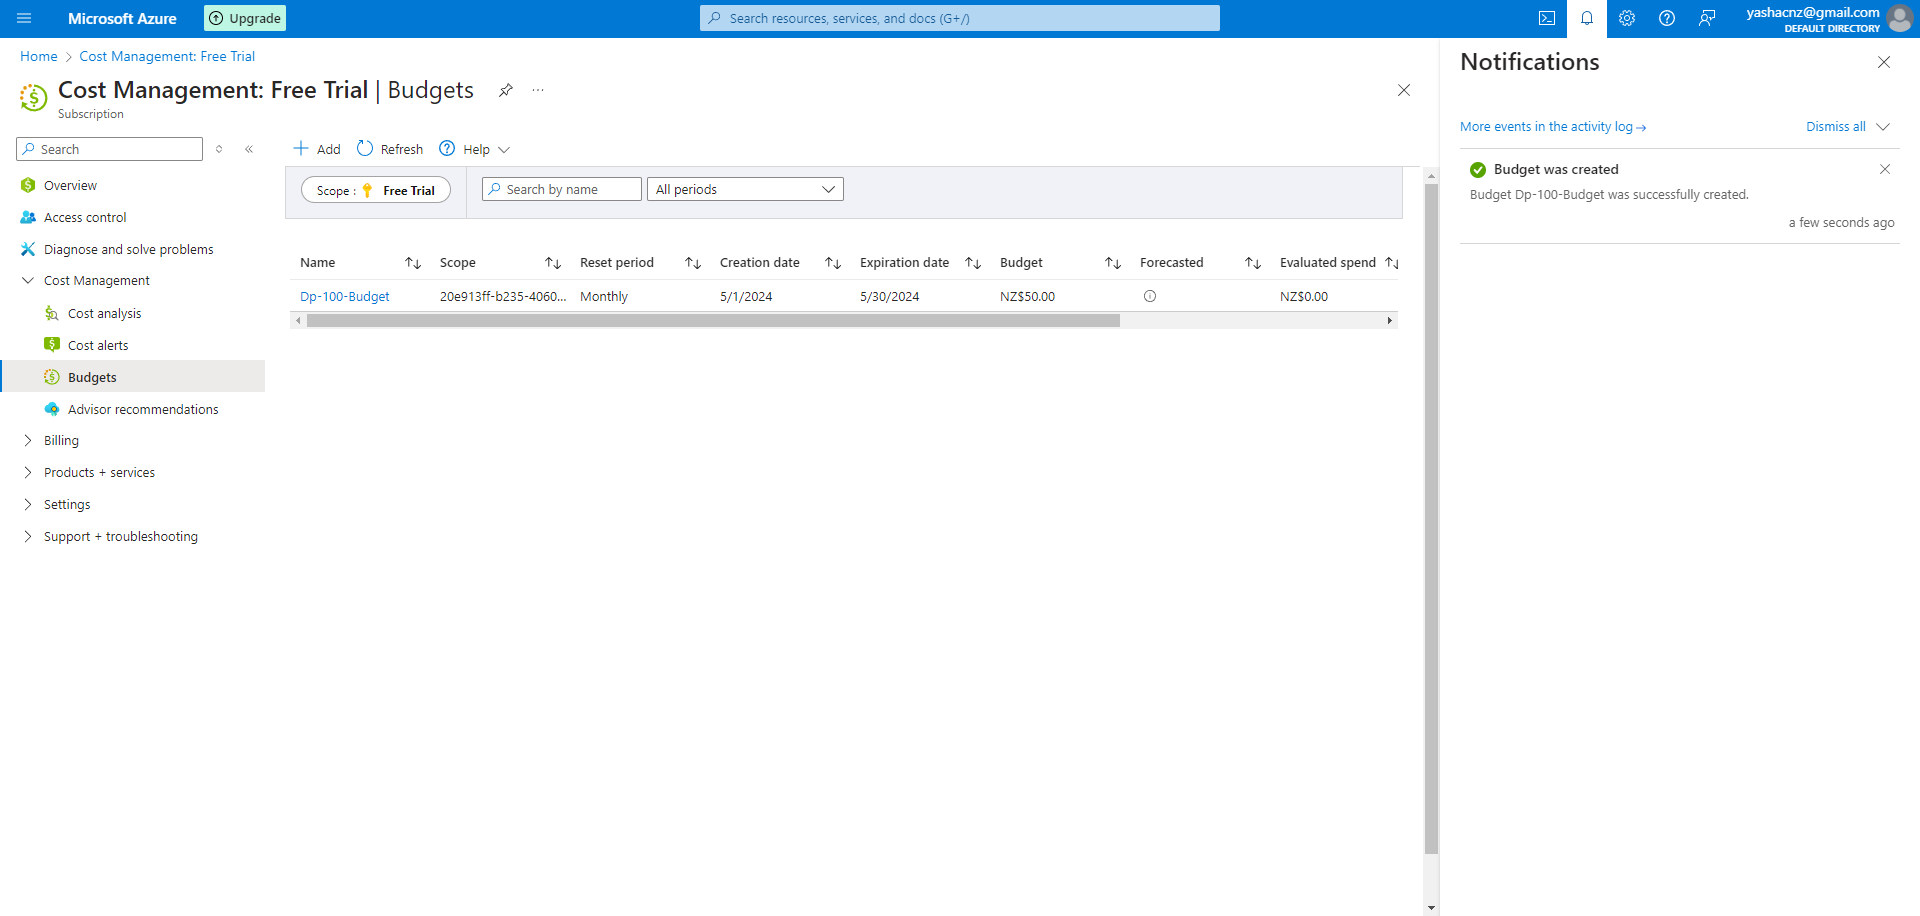 Microsoft Azure
Upgrade
Search resources, services, and docs (G+/)
yashacnz@gmail.com
DEFAULT DIRECTORY
Home > Cost Management: Free Trial
Cost Management: Free Trial | Budgets
Subscription
Search
Overview
Access control
Diagnose and solve problems
Cost Management
Cost analysis
Cost alerts
Budgets
Advisor recommendations
Billing
Products + services
Settings
Support + troubleshooting
Add Refresh Help
Scope : Free Trial Search by name All periods
Name Scope Reset period Creation date Expiration date Budget Forecasted Evaluated spend
Dp-100-Budget 20e913ff-b235-4060... Monthly 5/1/2024 5/30/2024 NZ$50.00 NZ$0.00
Notifications
More events in the activity log → Dismiss all
Budget was created
Budget Dp-100-Budget was successfully created.
a few seconds ago